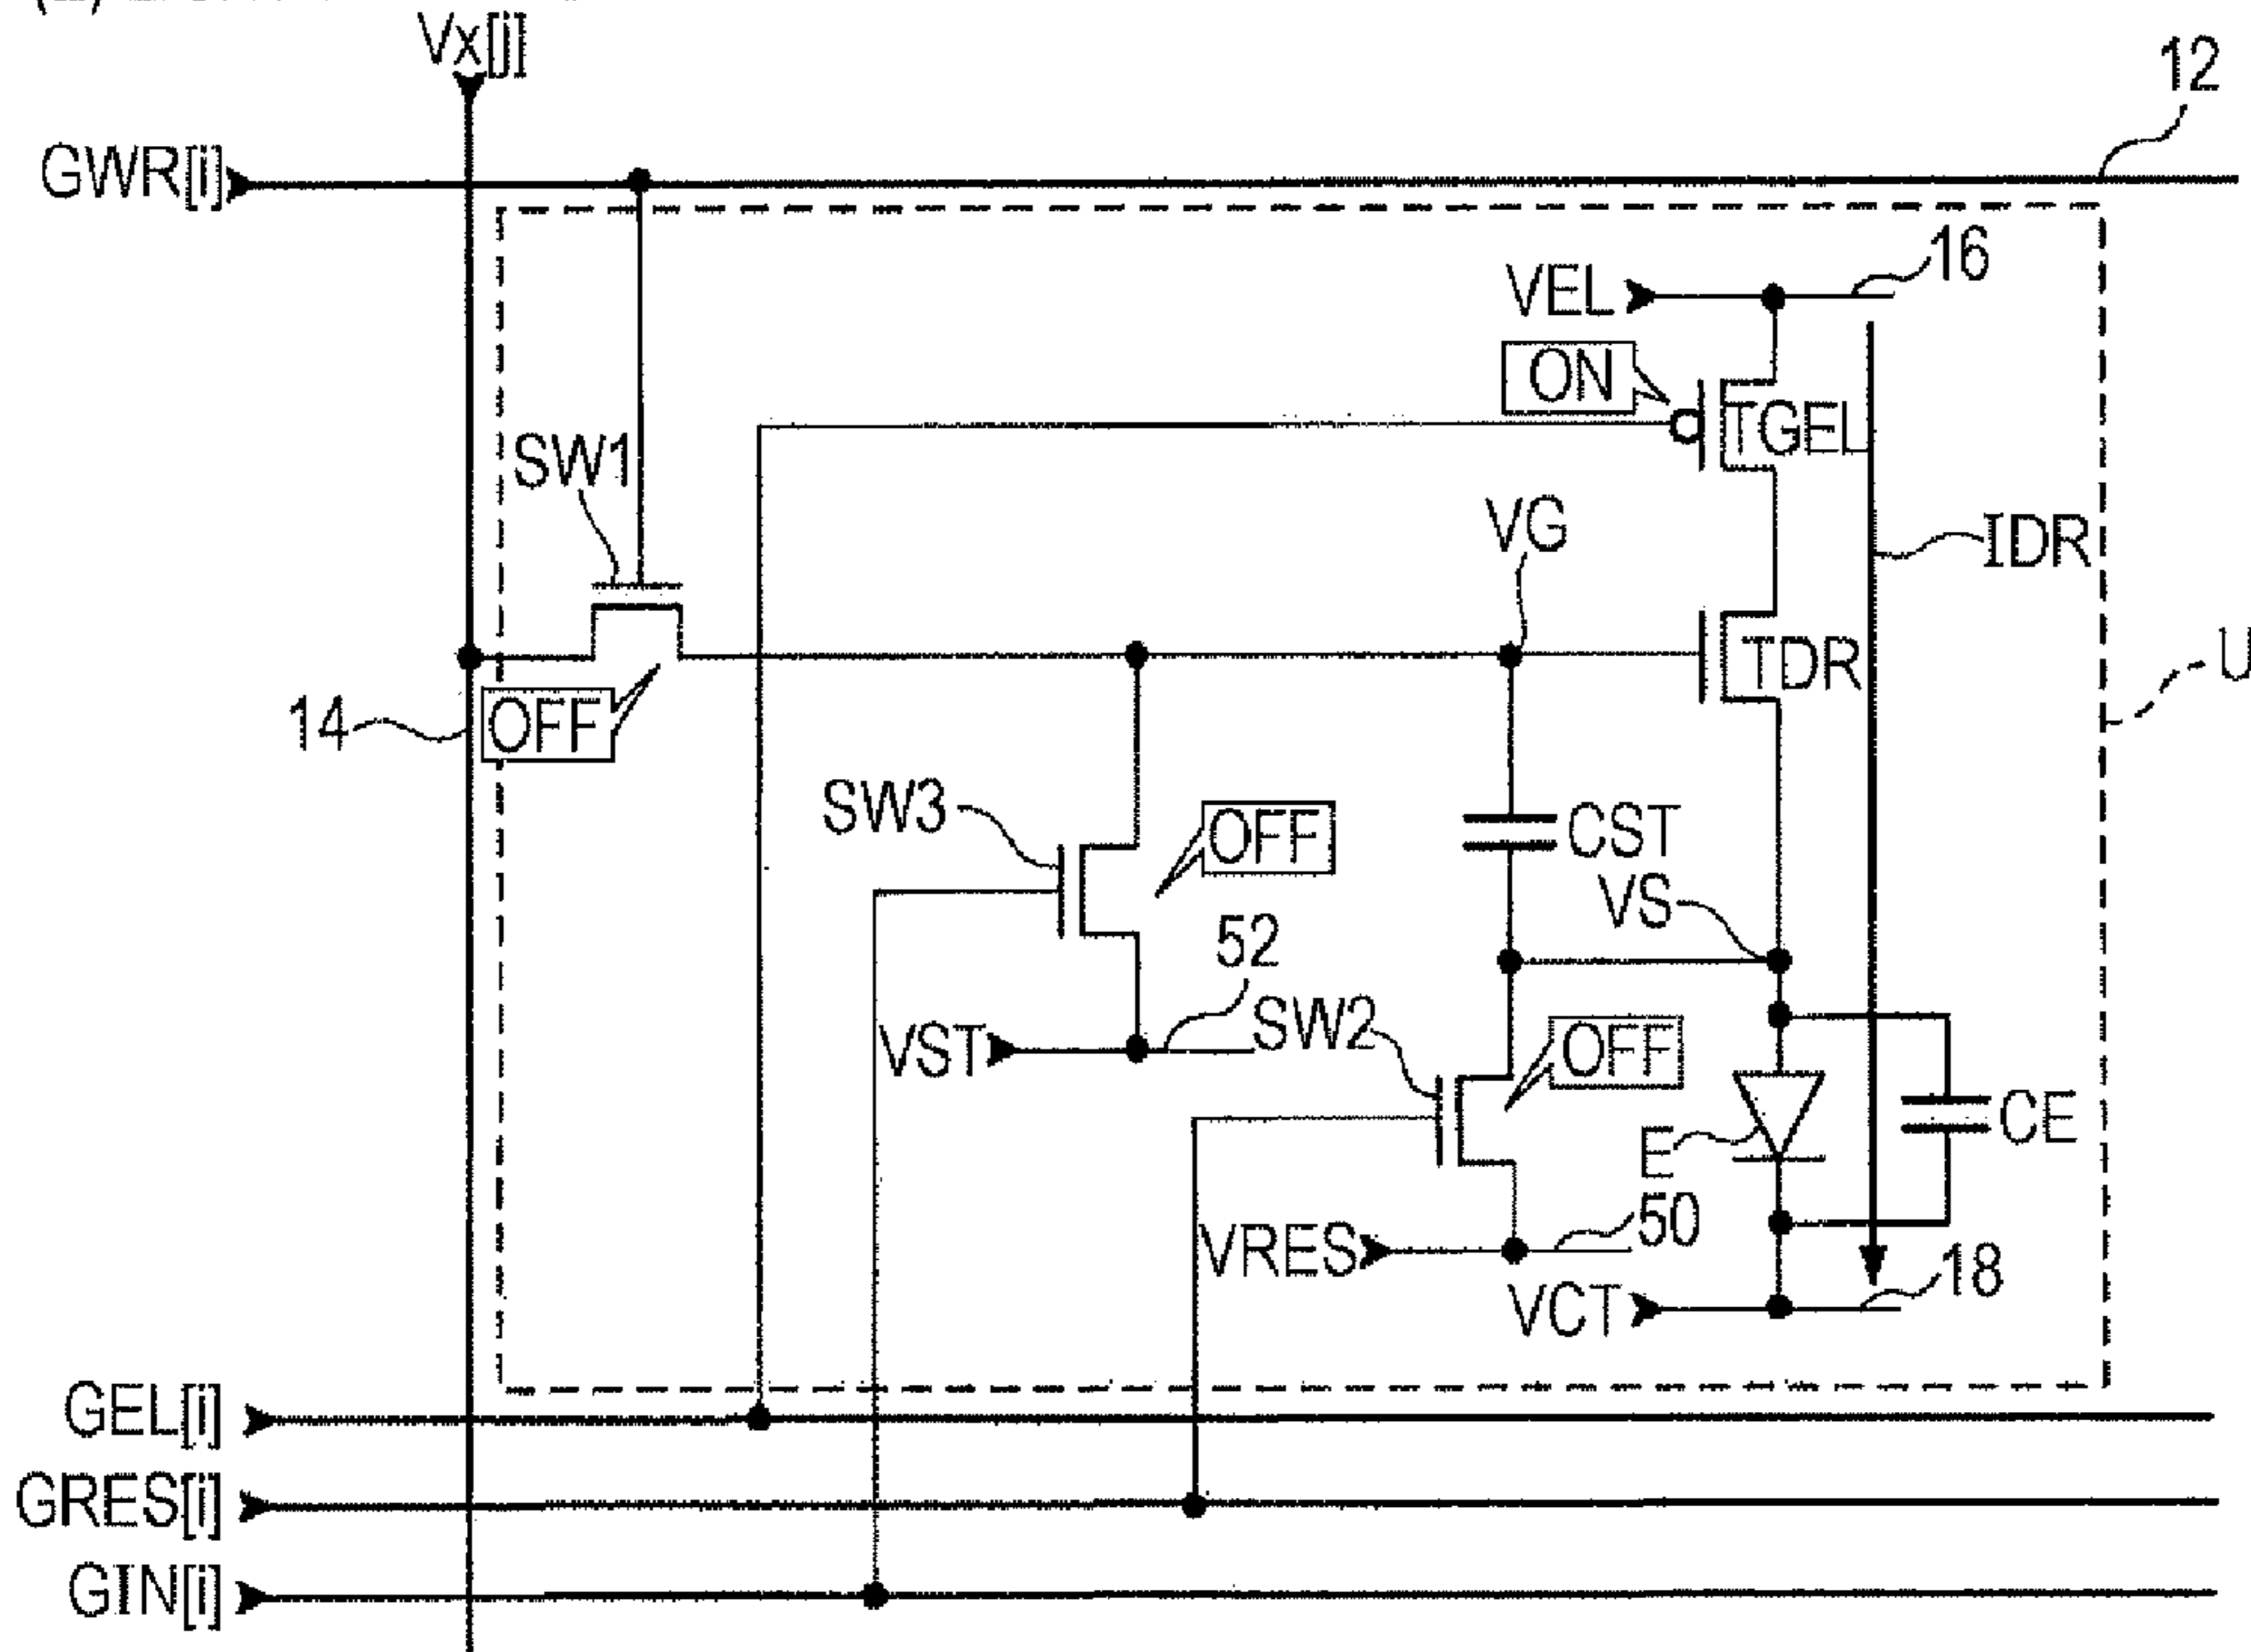 Vx[j]
12
GWR[i]
16
VEL
ON
TGEL
SW1
VG
IDR
TDR
U
14
OFF
SW3
OFF
CST
VS
52
SW2
VST
OFF
CE
E
50
VRES
18
VCT
GEL[i]
GRES[i]
GIN[i]